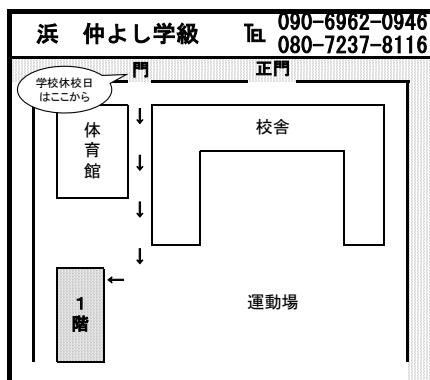 浜 仲よし学級 ℡ 090-6962-0946
080-7237-8116
門 正門
学校休校日
はここから
体育館
校舎
↓
↓
↓
↓
←
1階
運動場